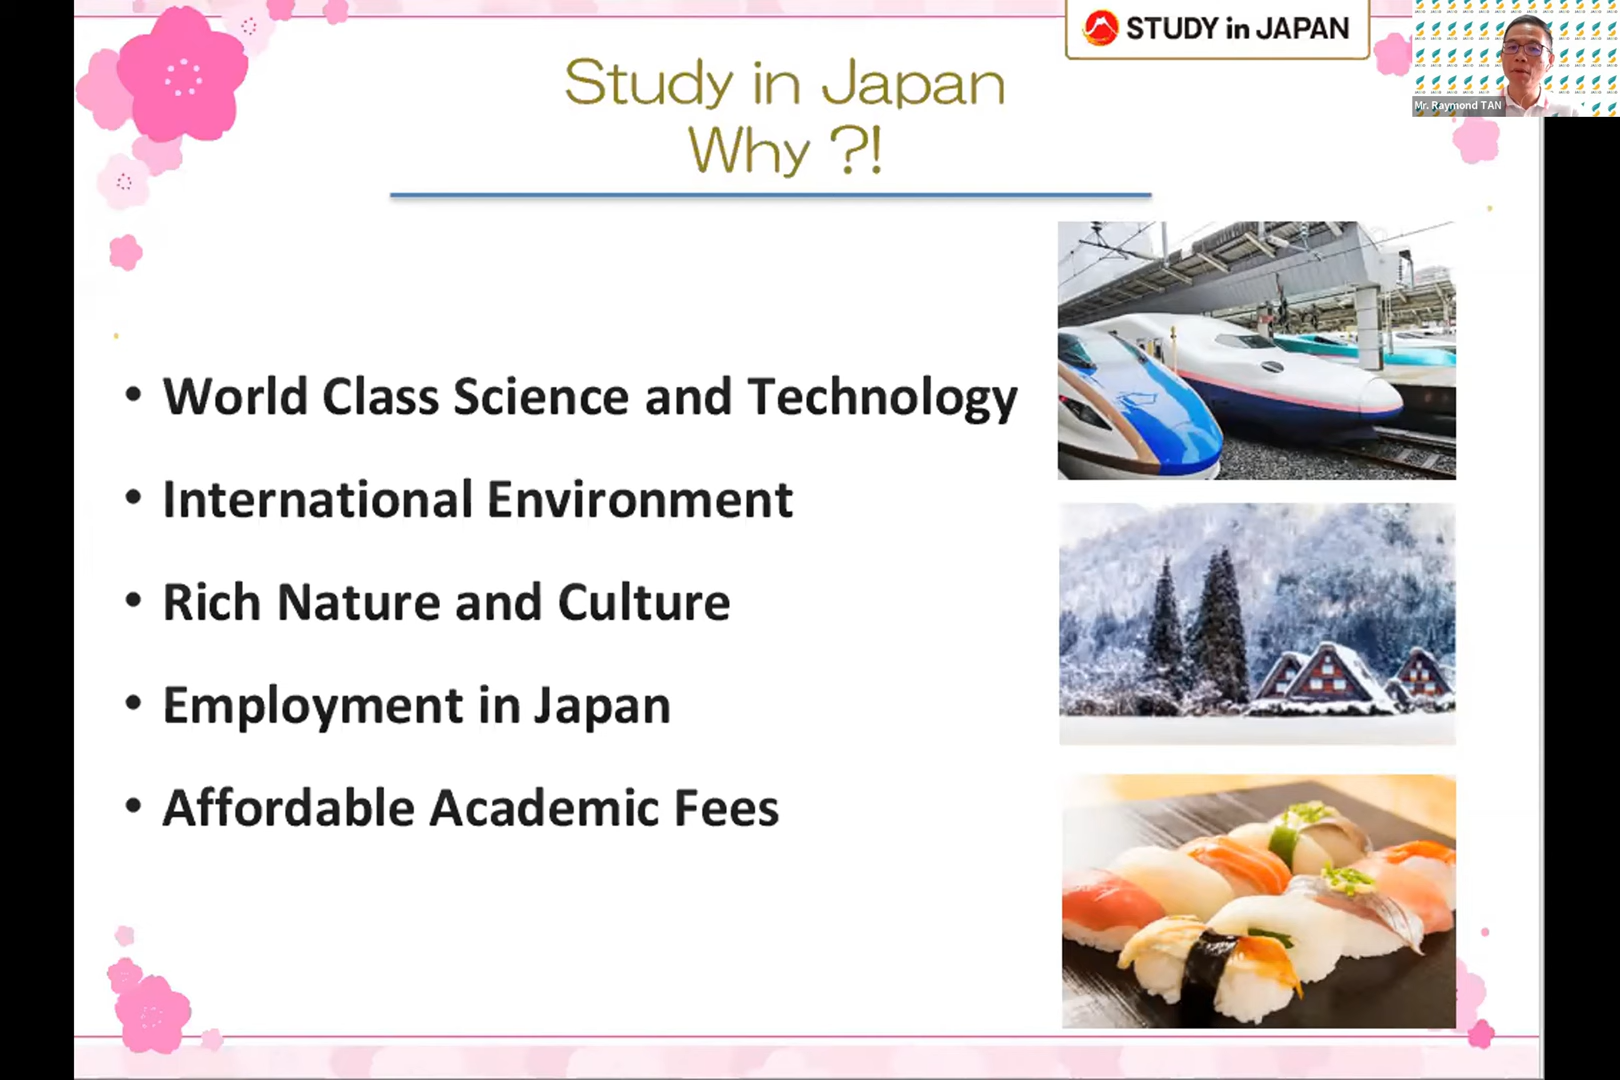 STUDY in JAPAN
Mr. Raymond TAN
Study in Japan
Why ?!
• World Class Science and Technology
• International Environment
• Rich Nature and Culture
• Employment in Japan
• Affordable Academic Fees